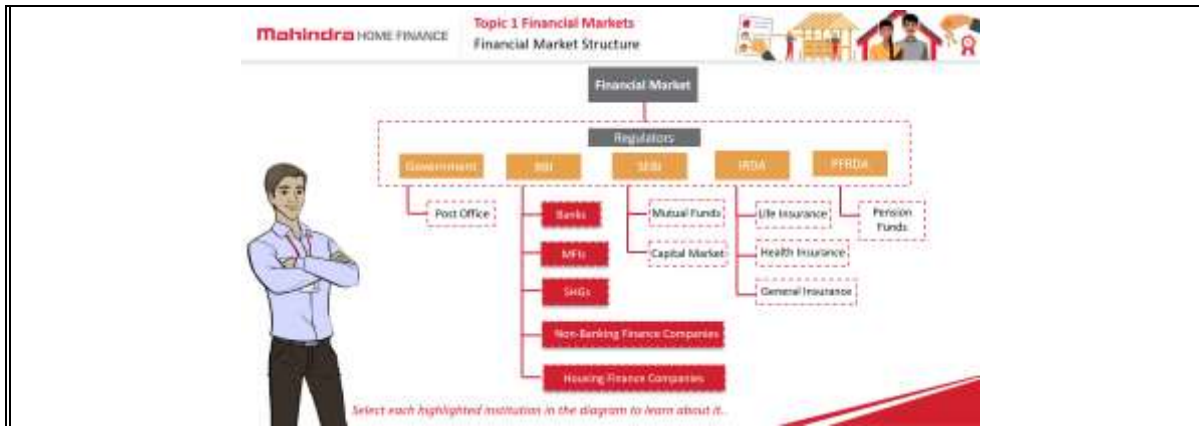 Mahindra HOME FINANCE
Topic 1 Financial Markets
Financial Market Structure
Financial Market
Regulators
Government
RBI
SEBI
IRDA
PFRDA
Post Office
Banks
MFIs
SHGs
Non-Banking Finance Companies
Housing Finance Companies
Mutual Funds
Capital Market
Life Insurance
Health Insurance
General Insurance
Pension
Funds
Select each highlighted institution in the diagram to learn about it.